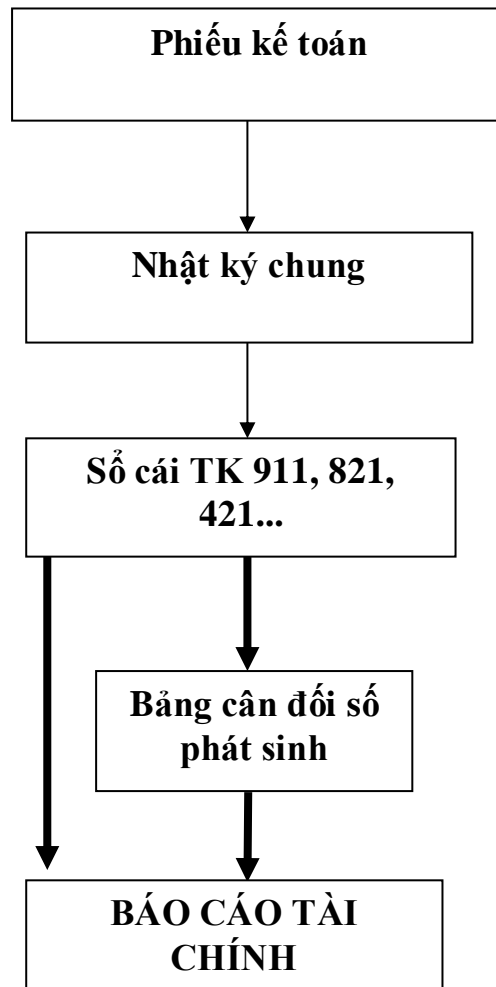 Phiếu kế toán
Nhật ký chung
Sổ cái TK 911, 821,
421...
Bảng cân đối số
phát sinh
BÁO CÁO TÀI
CHÍNH